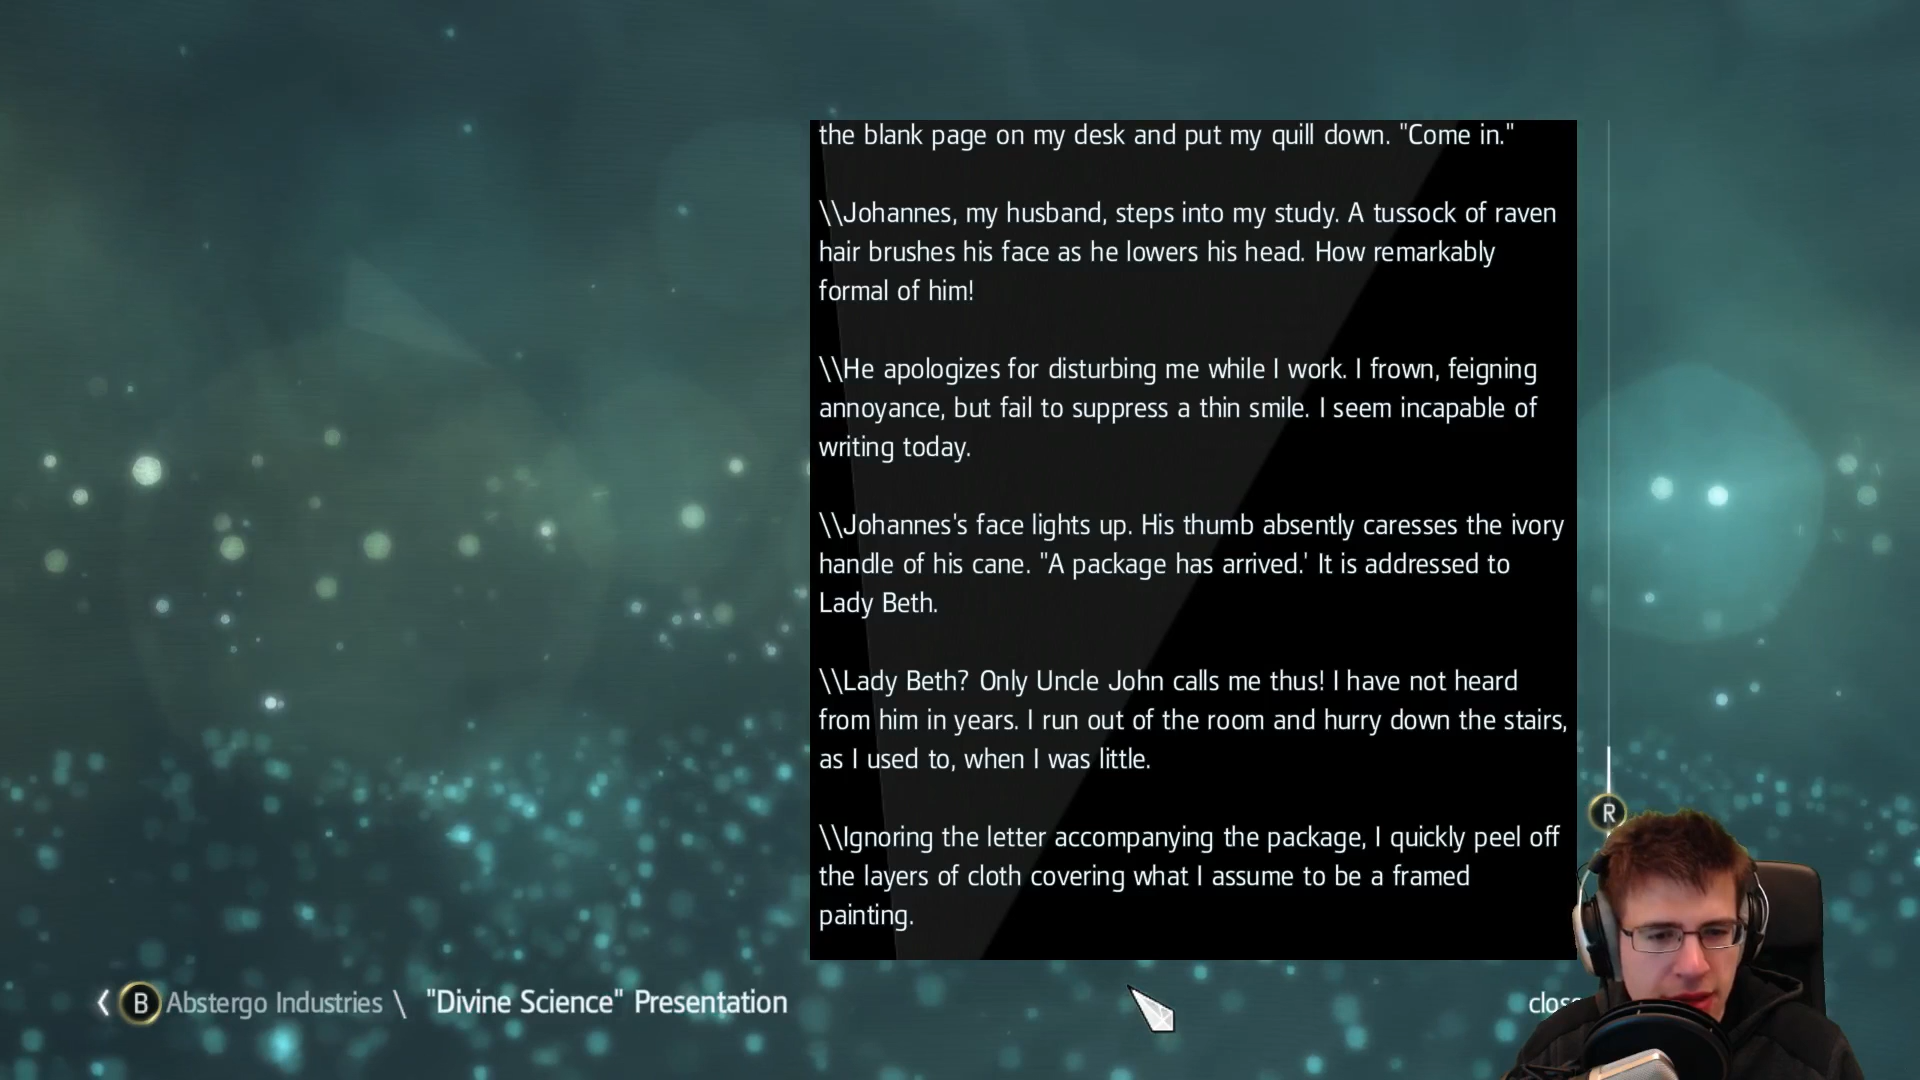 the blank page on my desk and put my quill down. "Come in."
\\Johannes, my husband, steps into my study. A tussock of raven
hair brushes his face as he lowers his head. How remarkably
formal of him!
\\He apologizes for disturbing me while I work. I frown, feigning
annoyance, but fail to suppress a thin smile. I seem incapable of
writing today.
\\Johannes's face lights up. His thumb absently caresses the ivory
handle of his cane. "A package has arrived.' It is addressed to
Lady Beth.
\\Lady Beth? Only Uncle John calls me thus! I have not heard
from him in years. I run out of the room and hurry down the stairs,
as I used to, when I was little.
\\Ignoring the letter accompanying the package, I quickly peel off
the layers of cloth covering what I assume to be a framed
painting.
R
B Abstergo Industries \ "Divine Science" Presentation